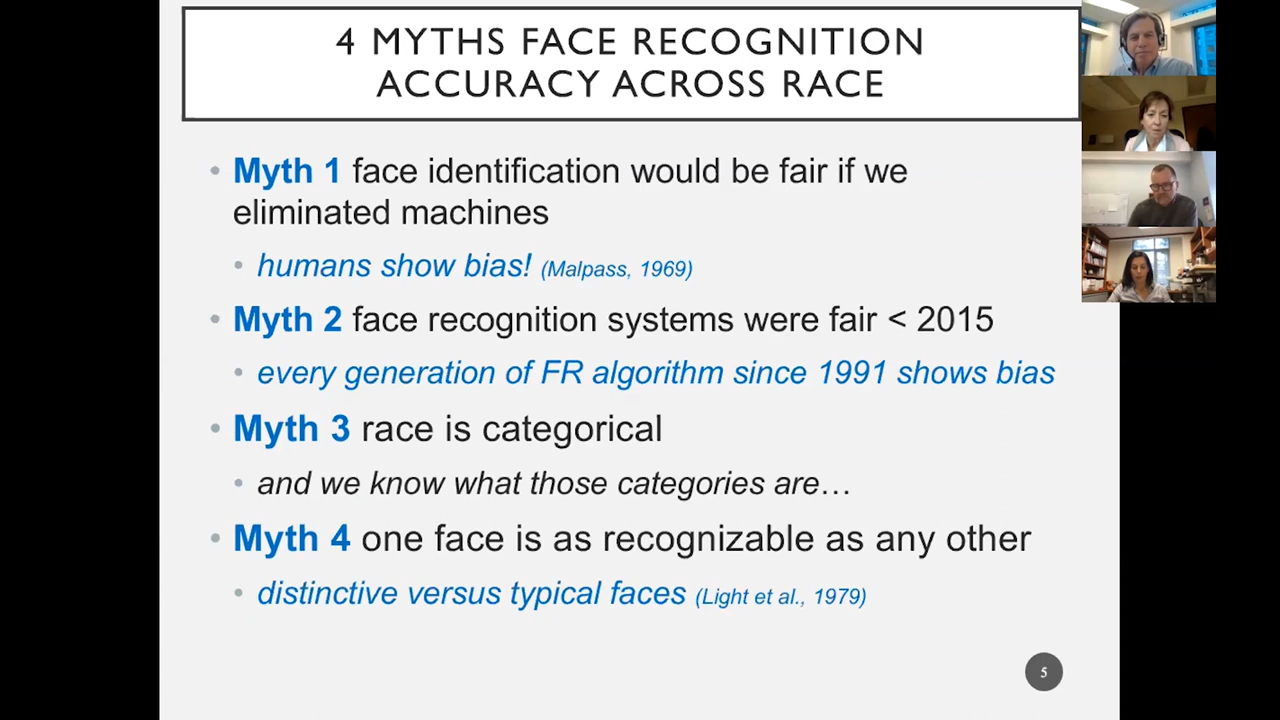 4 MYTHS FACE RECOGNITION
ACCURACY ACROSS RACE
• Myth 1 face identification would be fair if we
eliminated machines
• humans show bias! (Malpass, 1969)
• Myth 2 face recognition systems were fair < 2015
• every generation of FR algorithm since 1991 shows bias
• Myth 3 race is categorical
• and we know what those categories are…
• Myth 4 one face is as recognizable as any other
• distinctive versus typical faces (Light et al., 1979)
5